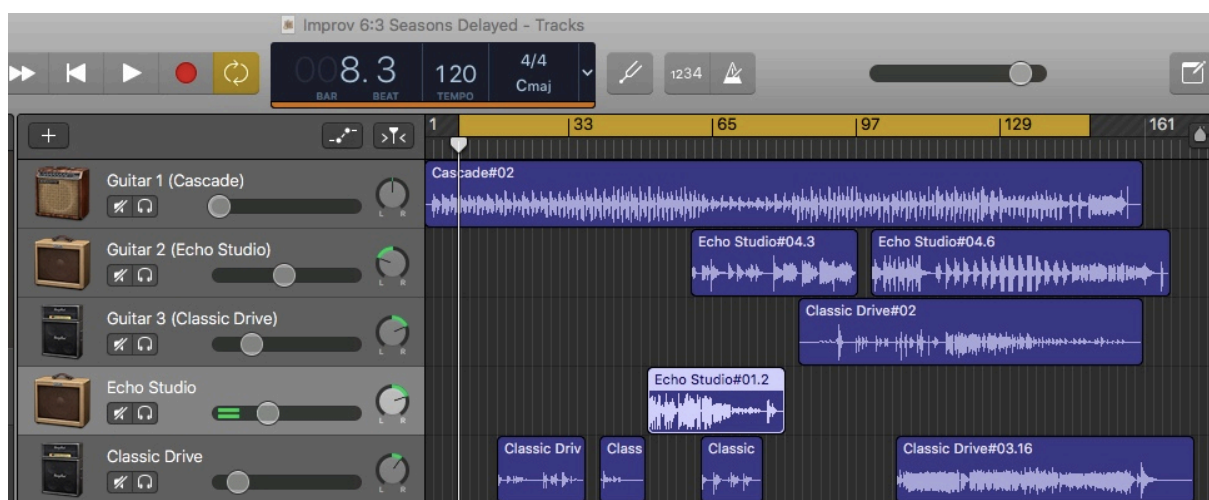 Improv 6:3 Seasons Delayed - Tracks
008.3 120 4/4 Cmaj 1234
BAR BEAT TEMPO
1 33 65 97 129 161
Guitar 1 (Cascade)
L R
Cascade#02
Guitar 2 (Echo Studio)
L R
Echo Studio#04.3 Echo Studio#04.6
Guitar 3 (Classic Drive)
L R
Classic Drive#02
Echo Studio
L R
Echo Studio#01.2
Classic Drive
L R
Classic Driv Class Classic Classic Drive#03.16